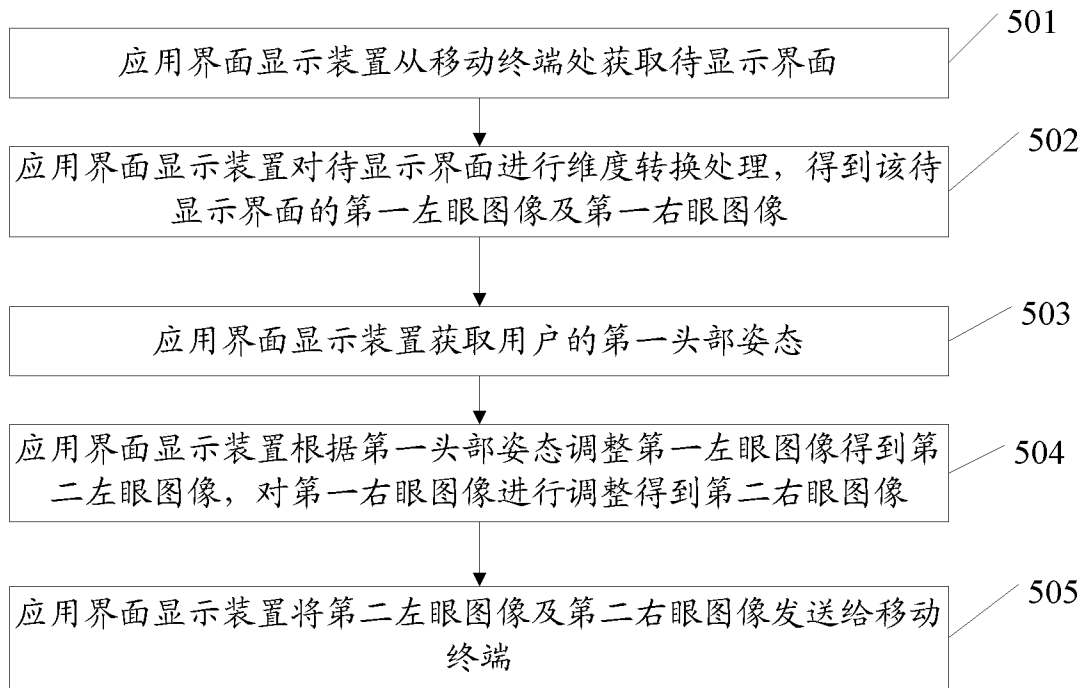 501
应用界面显示装置从移动终端处获取待显示界面
502
应用界面显示装置对待显示界面进行维度转换处理，得到该待
显示界面的第一左眼图像及第一右眼图像
503
应用界面显示装置获取用户的第一头部姿态
504
应用界面显示装置根据第一头部姿态调整第一左眼图像得到第
二左眼图像，对第一右眼图像进行调整得到第二右眼图像
505
应用界面显示装置将第二左眼图像及第二右眼图像发送给移动
终端